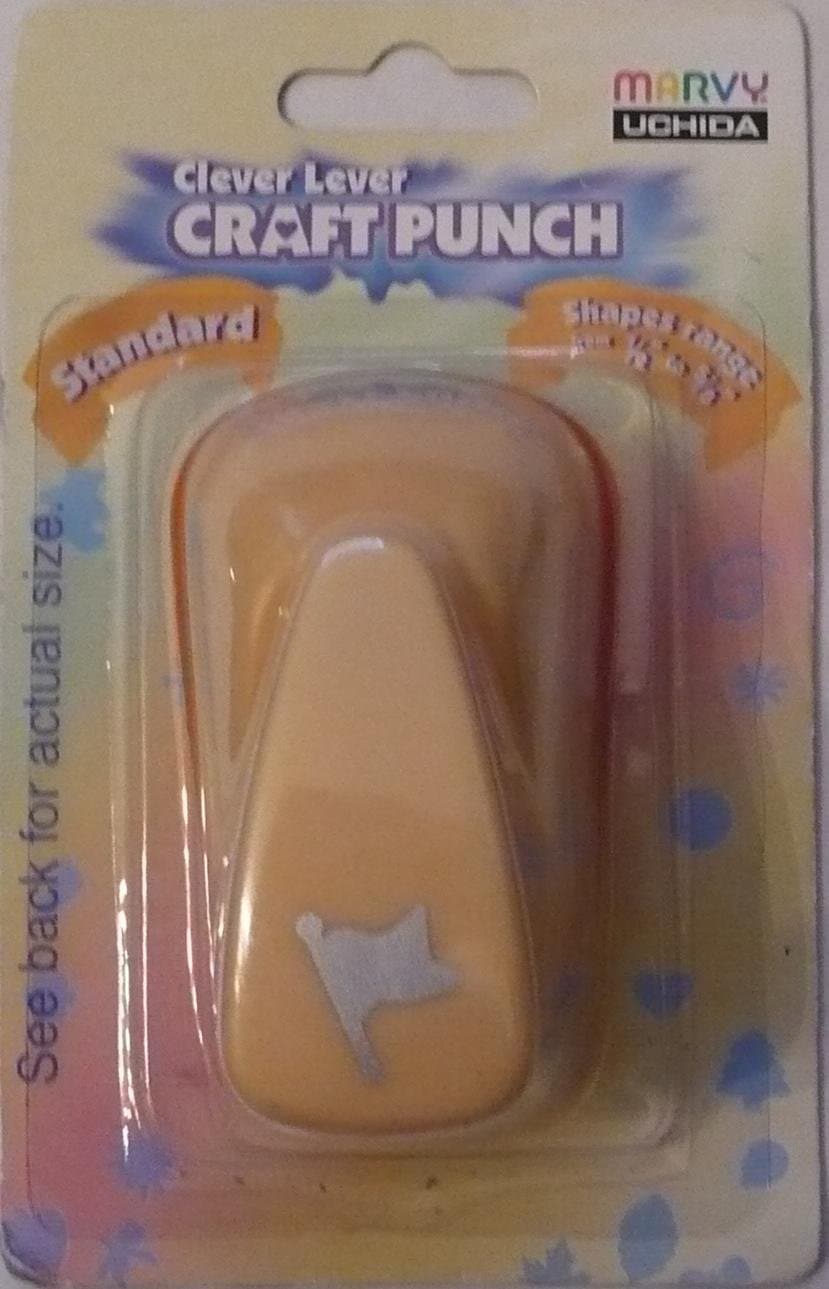 MARVY
UCHIDA
Clever Lever
CRAFT PUNCH
Standard
Shapes range
See back for actual size.